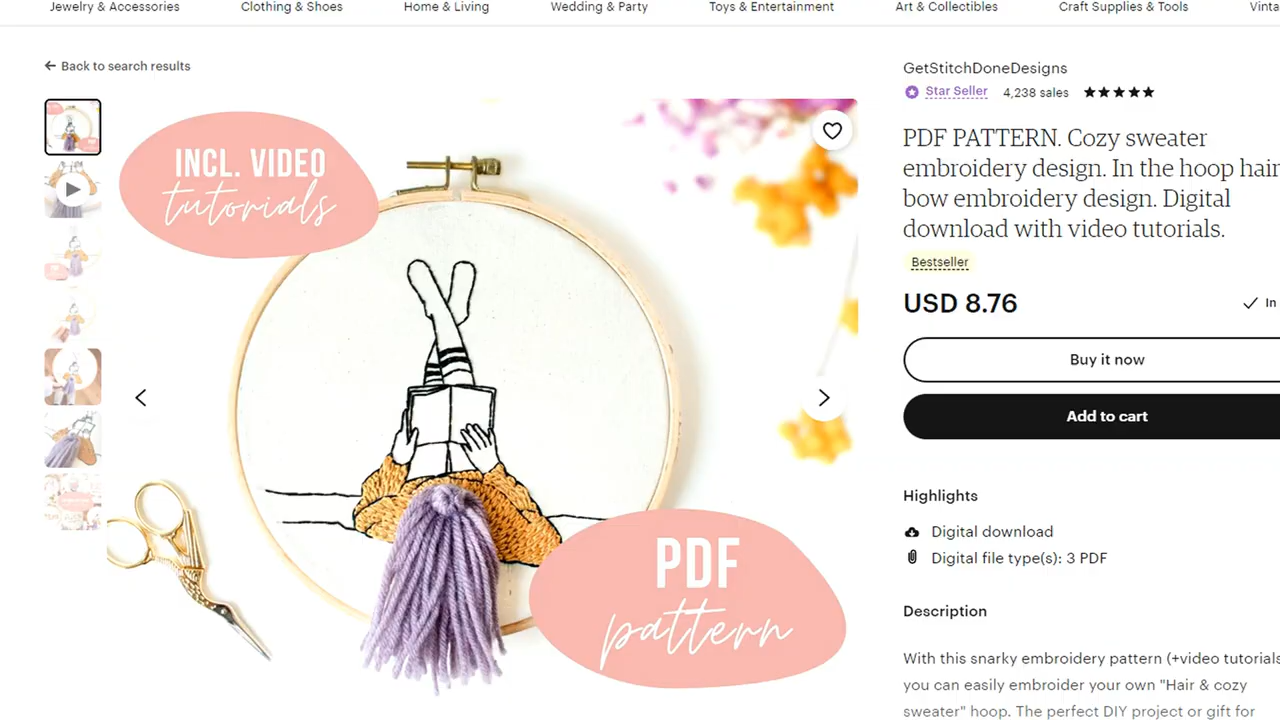 Jewelry & Accessories
Clothing & Shoes
Home & Living
Wedding & Party
Toys & Entertainment
Art & Collectibles
Craft Supplies & Tools
Vinta
Back to search results
INCL. VIDEO
tutorials
PDF
pattern
GetStitchDoneDesigns
Star Seller 4,238 sales
PDF PATTERN. Cozy sweater
embroidery design. In the hoop hair
bow embroidery design. Digital
download with video tutorials.
Bestseller
USD 8.76
In
Buy it now
Add to cart
Highlights
Digital download
Digital file type(s): 3 PDF
Description
With this snarky embroidery pattern (+video tutorials
you can easily embroider your own "Hair & cozy
sweater" hoop. The perfect DIY project or gift for